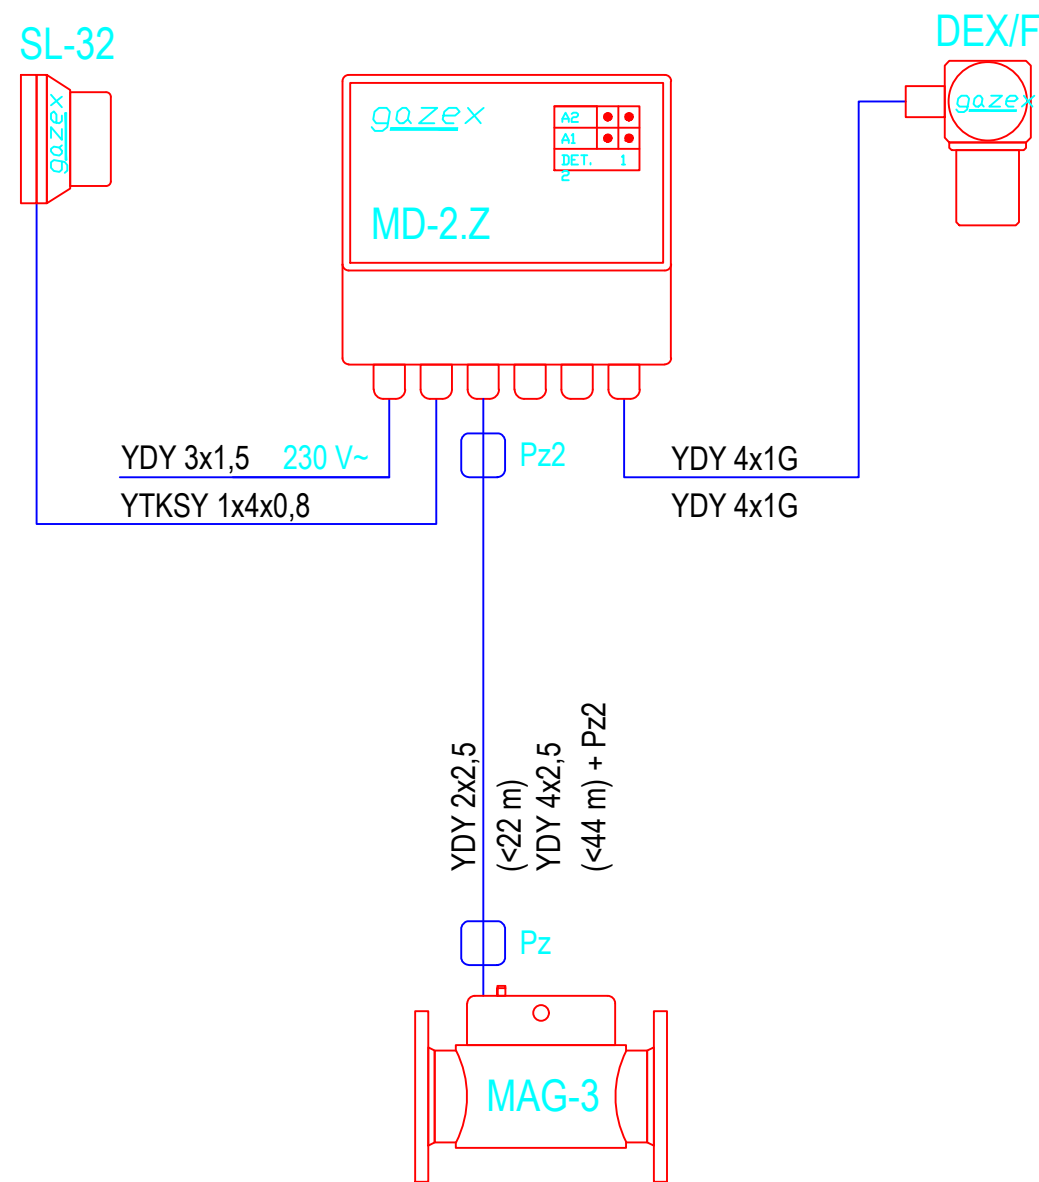 SL-32
DEX/F
gazex
gazex
A2
A1
DET. 1
2
MD-2.Z
gazex
YDY 3x1,5 230 V~
YTKSY 1x4x0,8
Pz2
YDY 4x1G
YDY 4x1G
YDY 2x2,5
(<22 m)
YDY 4x2,5
(<44 m) + Pz2
Pz
MAG-3